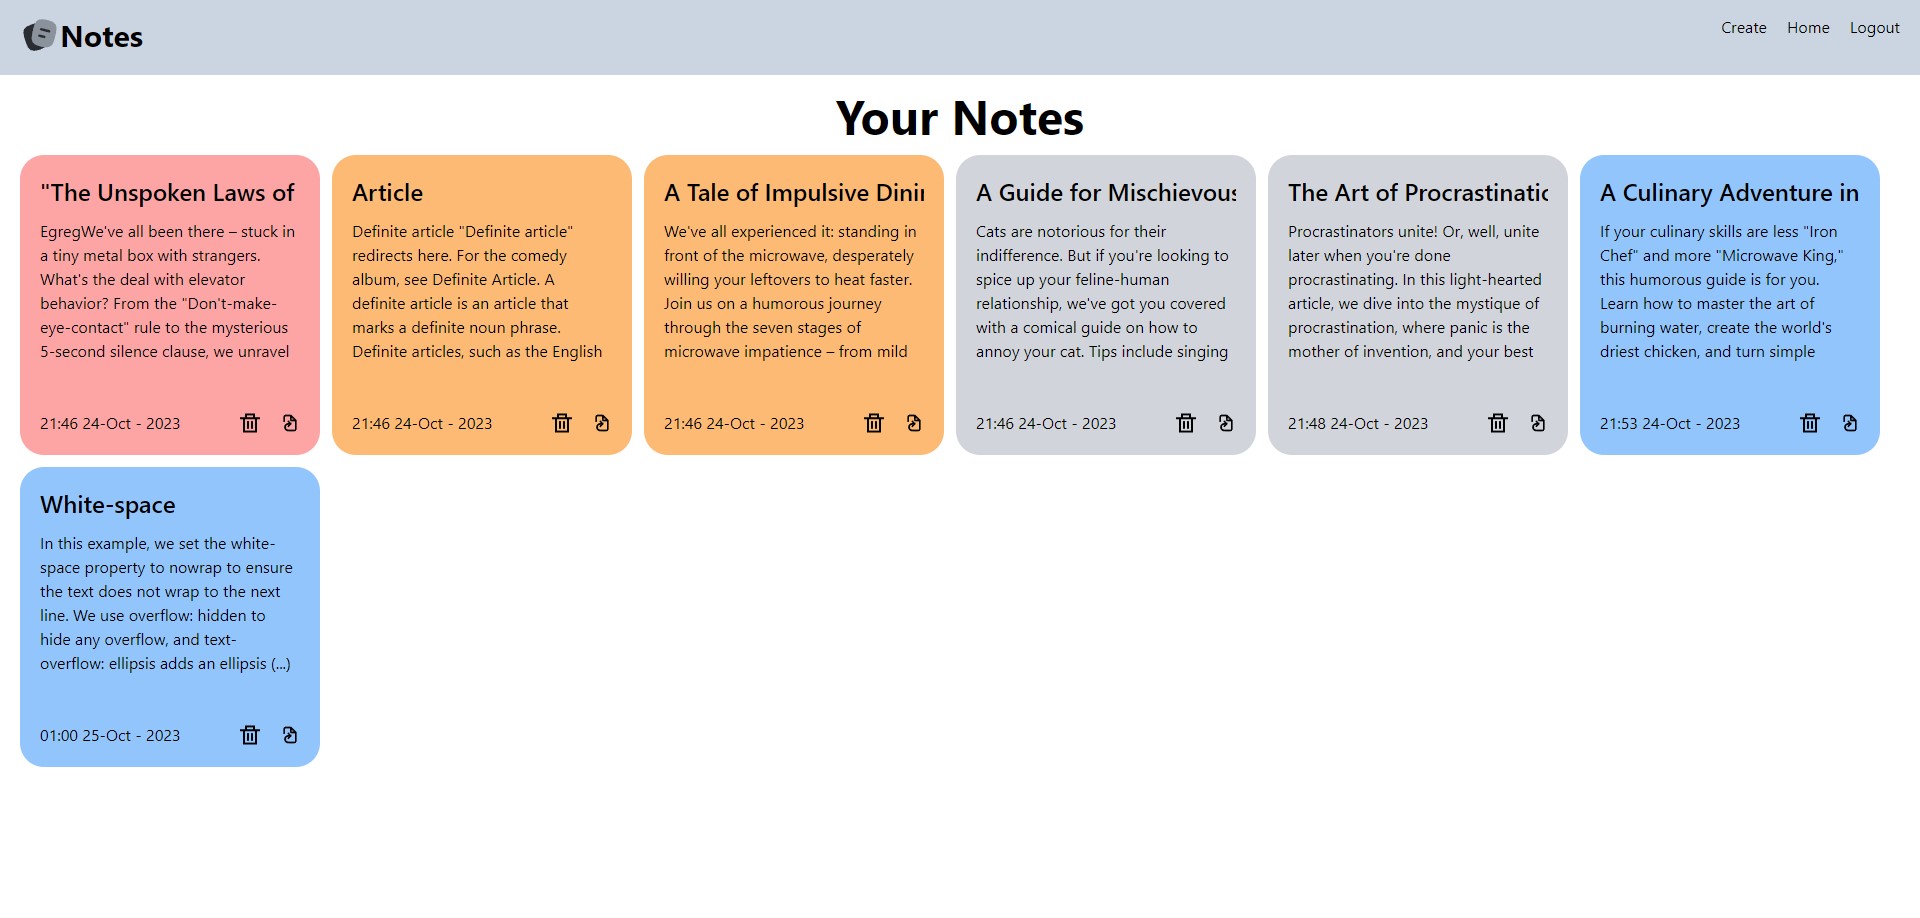 Notes
Create Home Logout
Your Notes
"The Unspoken Laws of
EgregWe've all been there – stuck in
a tiny metal box with strangers.
What's the deal with elevator
behavior? From the "Don't-make-
eye-contact" rule to the mysterious
5-second silence clause, we unravel
21:46 24-Oct - 2023
Article
Definite article "Definite article"
redirects here. For the comedy
album, see Definite Article. A
definite article is an article that
marks a definite noun phrase.
Definite articles, such as the English
21:46 24-Oct - 2023
A Tale of Impulsive Dinin
We've all experienced it: standing in
front of the microwave, desperately
willing your leftovers to heat faster.
Join us on a humorous journey
through the seven stages of
microwave impatience – from mild
21:46 24-Oct - 2023
A Guide for Mischievous
Cats are notorious for their
indifference. But if you're looking to
spice up your feline-human
relationship, we've got you covered
with a comical guide on how to
annoy your cat. Tips include singing
21:46 24-Oct - 2023
The Art of Procrastinatio
Procrastinators unite! Or, well, unite
later when you're done
procrastinating. In this light-hearted
article, we dive into the mystique of
procrastination, where panic is the
mother of invention, and your best
21:48 24-Oct - 2023
A Culinary Adventure in
If your culinary skills are less "Iron
Chef" and more "Microwave King,"
this humorous guide is for you.
Learn how to master the art of
burning water, create the world's
driest chicken, and turn simple
21:53 24-Oct - 2023
White-space
In this example, we set the white-
space property to nowrap to ensure
the text does not wrap to the next
line. We use overflow: hidden to
hide any overflow, and text-
overflow: ellipsis adds an ellipsis (...)
01:00 25-Oct - 2023